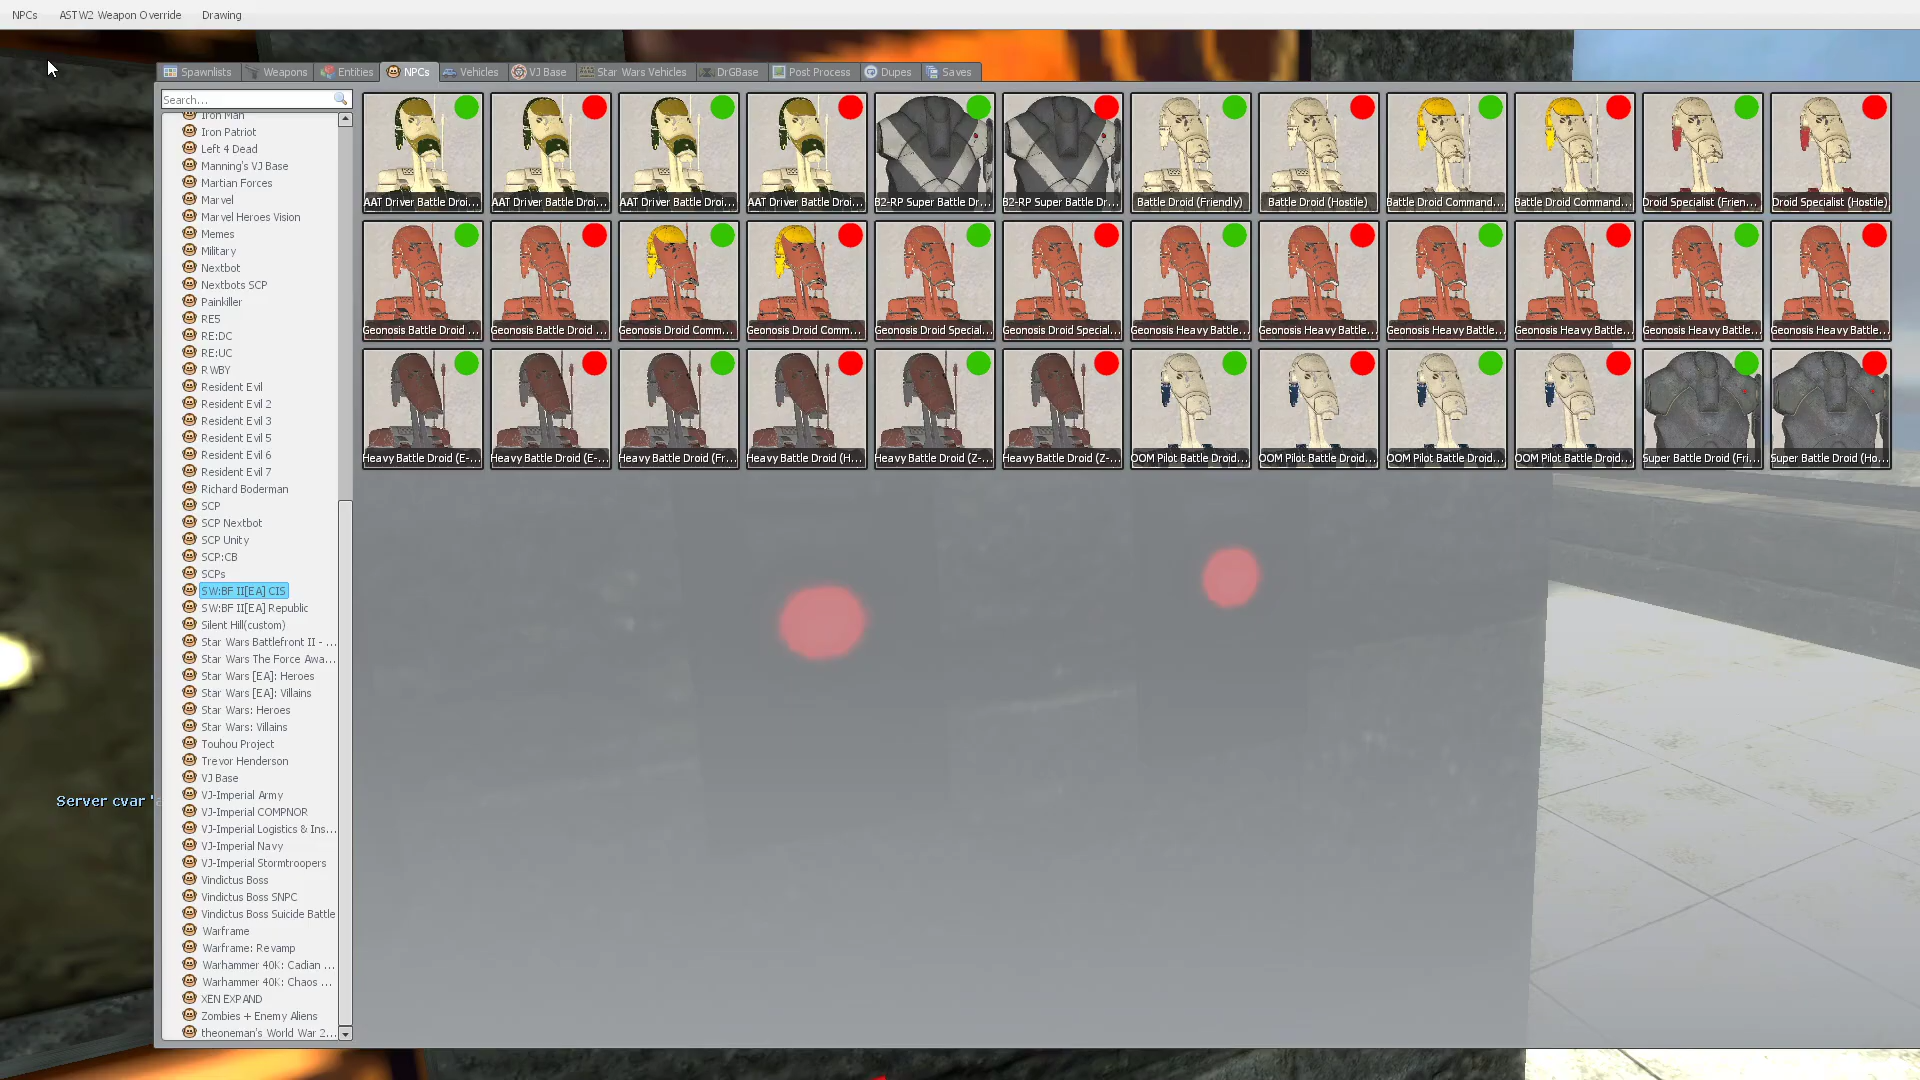 NPCs ASTW2 Weapon Override Drawing
Spawnlists Weapons Entities NPCs Vehicles VJ Base Star Wars Vehicles DrGBase Post Process Dupes Saves
Search...
Iron Man
Iron Patriot
Left 4 Dead
Manning's VJ Base
Martian Forces
Marvel
Marvel Heroes Vision
Memes
Military
Nextbot
Nextbots SCP
Painkiller
RE5
RE:DC
RE:UC
RWBY
Resident Evil
Resident Evil 2
Resident Evil 3
Resident Evil 5
Resident Evil 6
Resident Evil 7
Richard Boderman
SCP
SCP Nextbot
SCP Unity
SCP:CB
SCPs
SW:BF II[EA] CIS
SW:BF II[EA] Republic
Silent Hill(custom)
Star Wars Battlefront II - ...
Star Wars The Force Awa...
Star Wars [EA]: Heroes
Star Wars [EA]: Villains
Star Wars: Heroes
Star Wars: Villains
Touhou Project
Trevor Henderson
VJ Base
VJ-Imperial Army
VJ-Imperial COMPNOR
VJ-Imperial Logistics & Ins...
VJ-Imperial Navy
VJ-Imperial Stormtroopers
Vindictus Boss
Vindictus Boss SNPC
Vindictus Boss Suicide Battle
Warframe
Warframe: Revamp
Warhammer 40K: Cadian ...
Warhammer 40K: Chaos ...
XEN EXPAND
Zombies + Enemy Aliens
theoneman's World War 2...
AAT Driver Battle Droi... AAT Driver Battle Droi... AAT Driver Battle Droi... AAT Driver Battle Droi... B2-RP Super Battle Dr... B2-RP Super Battle Dr... Battle Droid (Friendly) Battle Droid (Hostile) Battle Droid Command... Battle Droid Command... Droid Specialist (Frien... Droid Specialist (Hostile)
Geonosis Battle Droid ... Geonosis Battle Droid ... Geonosis Droid Comm... Geonosis Droid Comm... Geonosis Droid Special... Geonosis Droid Special... Geonosis Heavy Battle... Geonosis Heavy Battle... Geonosis Heavy Battle... Geonosis Heavy Battle... Geonosis Heavy Battle... Geonosis Heavy Battle...
Heavy Battle Droid (E-... Heavy Battle Droid (E-... Heavy Battle Droid (Fr... Heavy Battle Droid (H... Heavy Battle Droid (Z-... Heavy Battle Droid (Z-... OOM Pilot Battle Droid... OOM Pilot Battle Droid... OOM Pilot Battle Droid... OOM Pilot Battle Droid... Super Battle Droid (Fri... Super Battle Droid (Ho...
Server cvar '